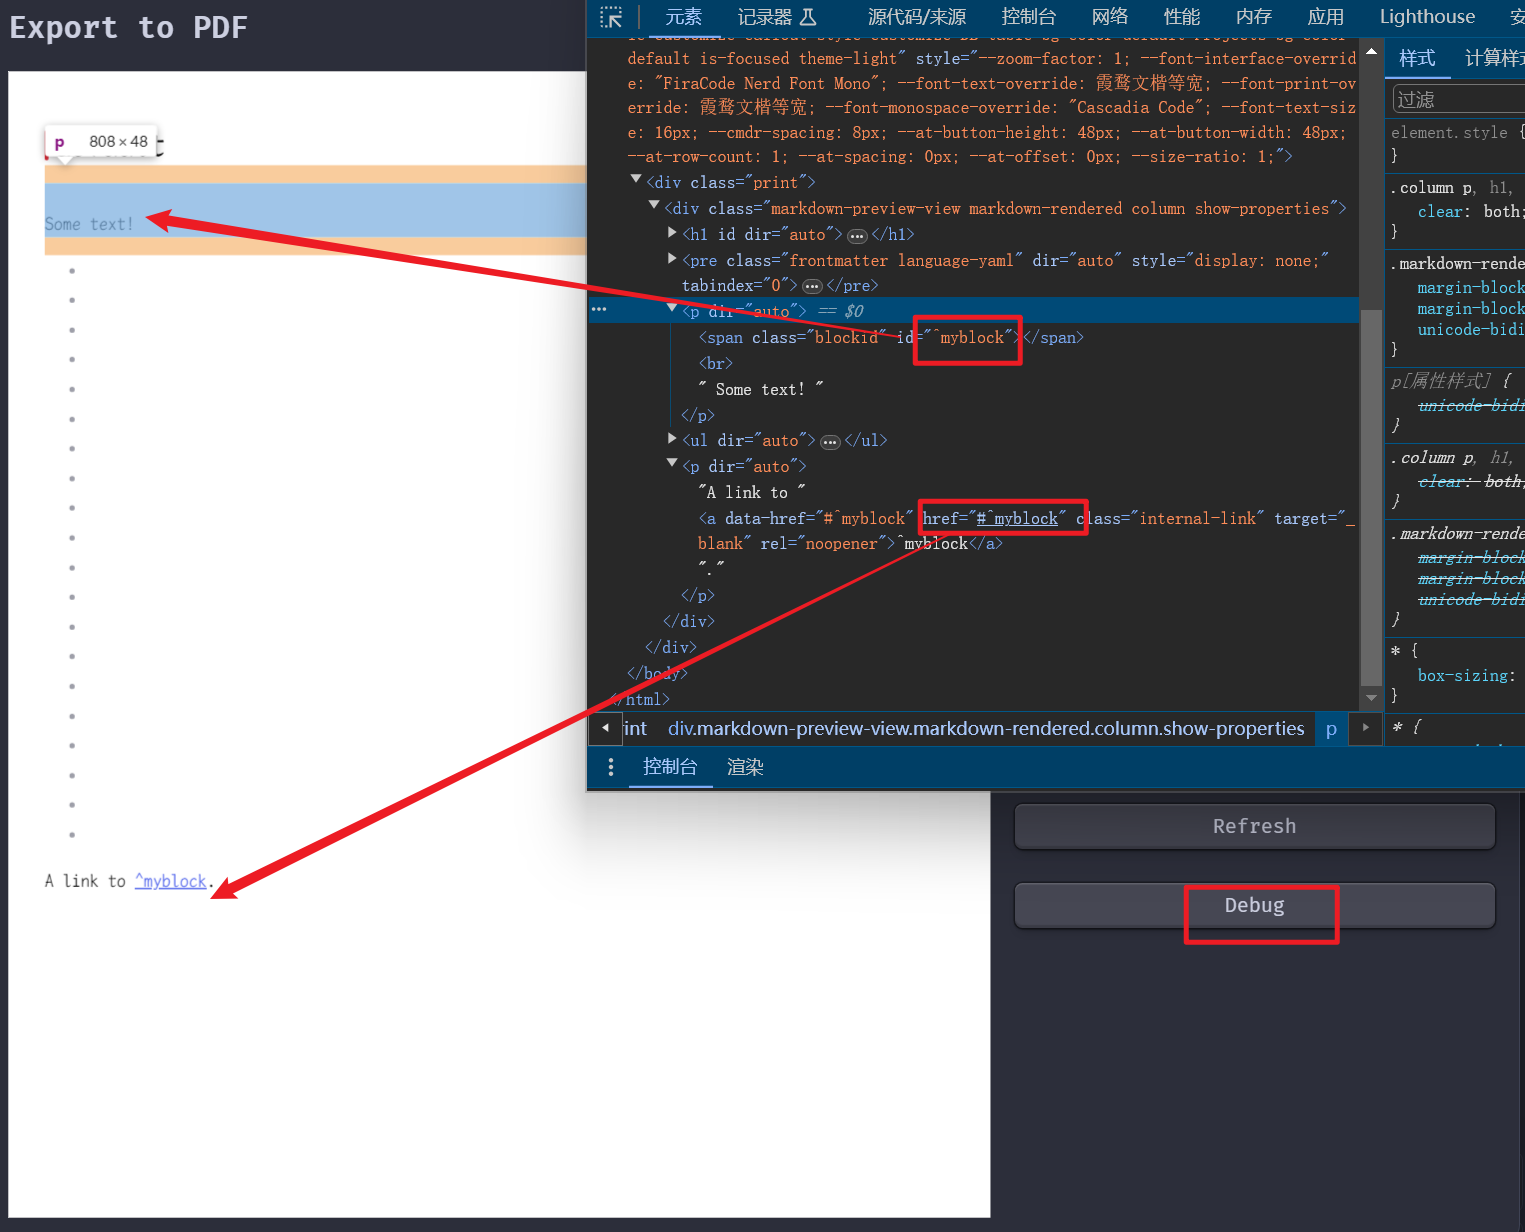 Export to PDF
p 808 × 48
Some text!
A link to ^myblock.
元素 记录器 源代码/来源 控制台 网络 性能 内存 应用 Lighthouse
default is-focused theme-light" style="--zoom-factor: 1; --font-interface-overrid
e: "FiraCode Nerd Font Mono"; --font-text-override: 霞鹜文楷等宽; --font-print-ov
erride: 霞鹜文楷等宽; --font-monospace-override: "Cascadia Code"; --font-text-siz
e: 16px; --cmdr-spacing: 8px; --at-button-height: 48px; --at-button-width: 48px;
--at-row-count: 1; --at-spacing: 0px; --at-offset: 0px; --size-ratio: 1;">
<div class="print">
<div class="markdown-preview-view markdown-rendered column show-properties">
<h1 id dir="auto"> ••• </h1>
<pre class="frontmatter language-yaml" dir="auto" style="display: none;"
tabindex="0"> ••• </pre>
••• <p dir="auto"> == $0
<span class="blockid" id="^myblock"></span>
<br>
" Some text! "
</p>
<ul dir="auto"> ••• </ul>
<p dir="auto">
"A link to "
<a data-href="#^myblock" href="#^myblock" class="internal-link" target="_
blank" rel="noopener">^myblock</a>
"."
</p>
</div>
</div>
</body>
</html>
int div.markdown-preview-view.markdown-rendered.column.show-properties p
控制台 渲染
样式 计算样式
过滤
element.style {
}
.column p, h1,
clear: both;
}
.markdown-rende
margin-block
margin-block
unicode-bidi
}
p[属性样式] {
unicode-bidi
}
.column p, h1,
clear: both;
}
.markdown-rende
margin-block
margin-block
unicode-bidi
}
* {
box-sizing:
}
* {
Refresh
Debug